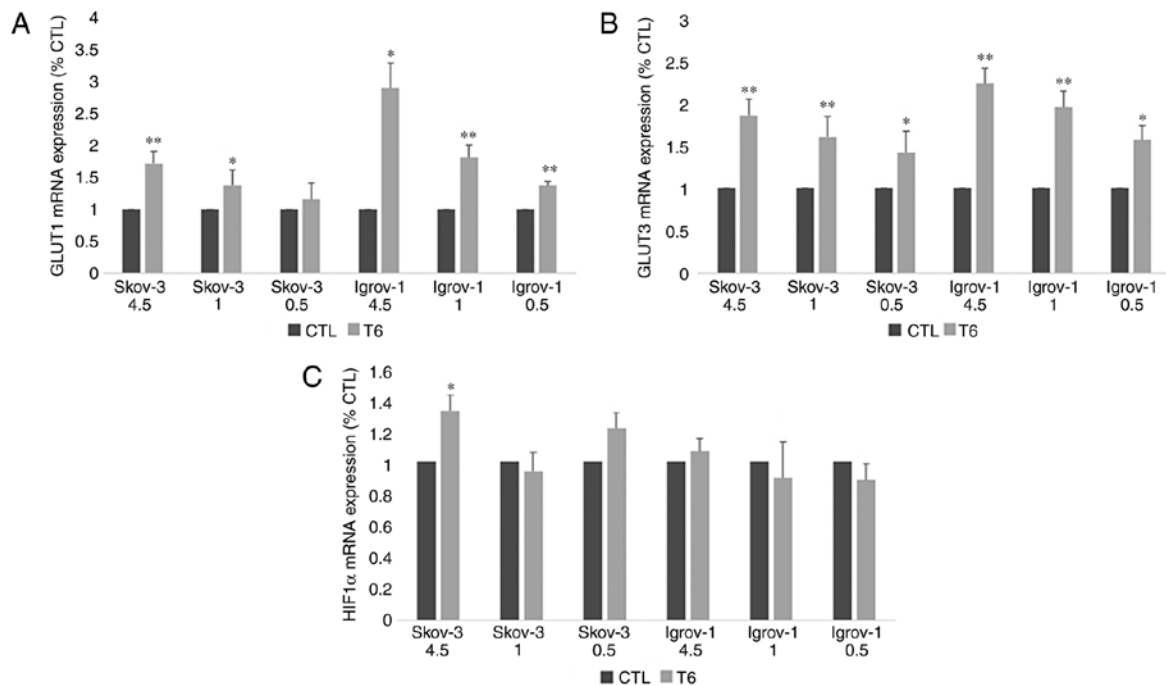 A
GLUT1 mRNA expression (% CTL)
4
3.5
3
2.5
2
1.5
1
0.5
0
**
*
*
**
**
Skov-3 Skov-3 Skov-3 Igrov-1 Igrov-1 Igrov-1
4.5 1 0.5 4.5 1 0.5
CTL T6
B
GLUT3 mRNA expression (% CTL)
3
2.5
2
1.5
1
0.5
0
**
**
*
**
**
*
Skov-3 Skov-3 Skov-3 Igrov-1 Igrov-1 Igrov-1
4.5 1 0.5 4.5 1 0.5
CTL T6
C
HIF1α mRNA expression (% CTL)
1.6
1.4
1.2
1
0.8
0.6
0.4
0.2
0
*
Skov-3 Skov-3 Skov-3 Igrov-1 Igrov-1 Igrov-1
4.5 1 0.5 4.5 1 0.5
CTL T6